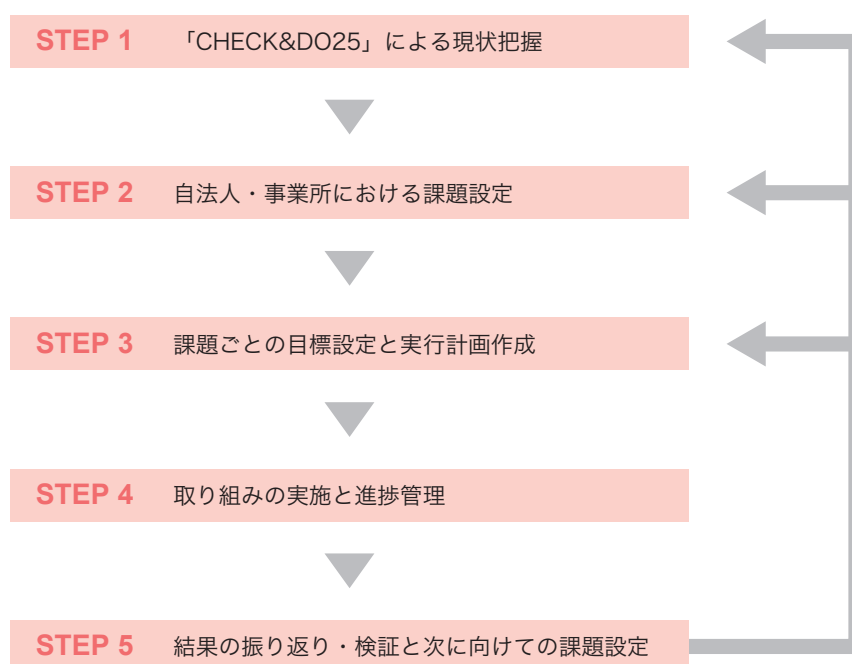 STEP 1 「CHECK&DO25」による現状把握
STEP 2 自法人・事業所における課題設定
STEP 3 課題ごとの目標設定と実行計画作成
STEP 4 取り組みの実施と進捗管理
STEP 5 結果の振り返り・検証と次に向けての課題設定